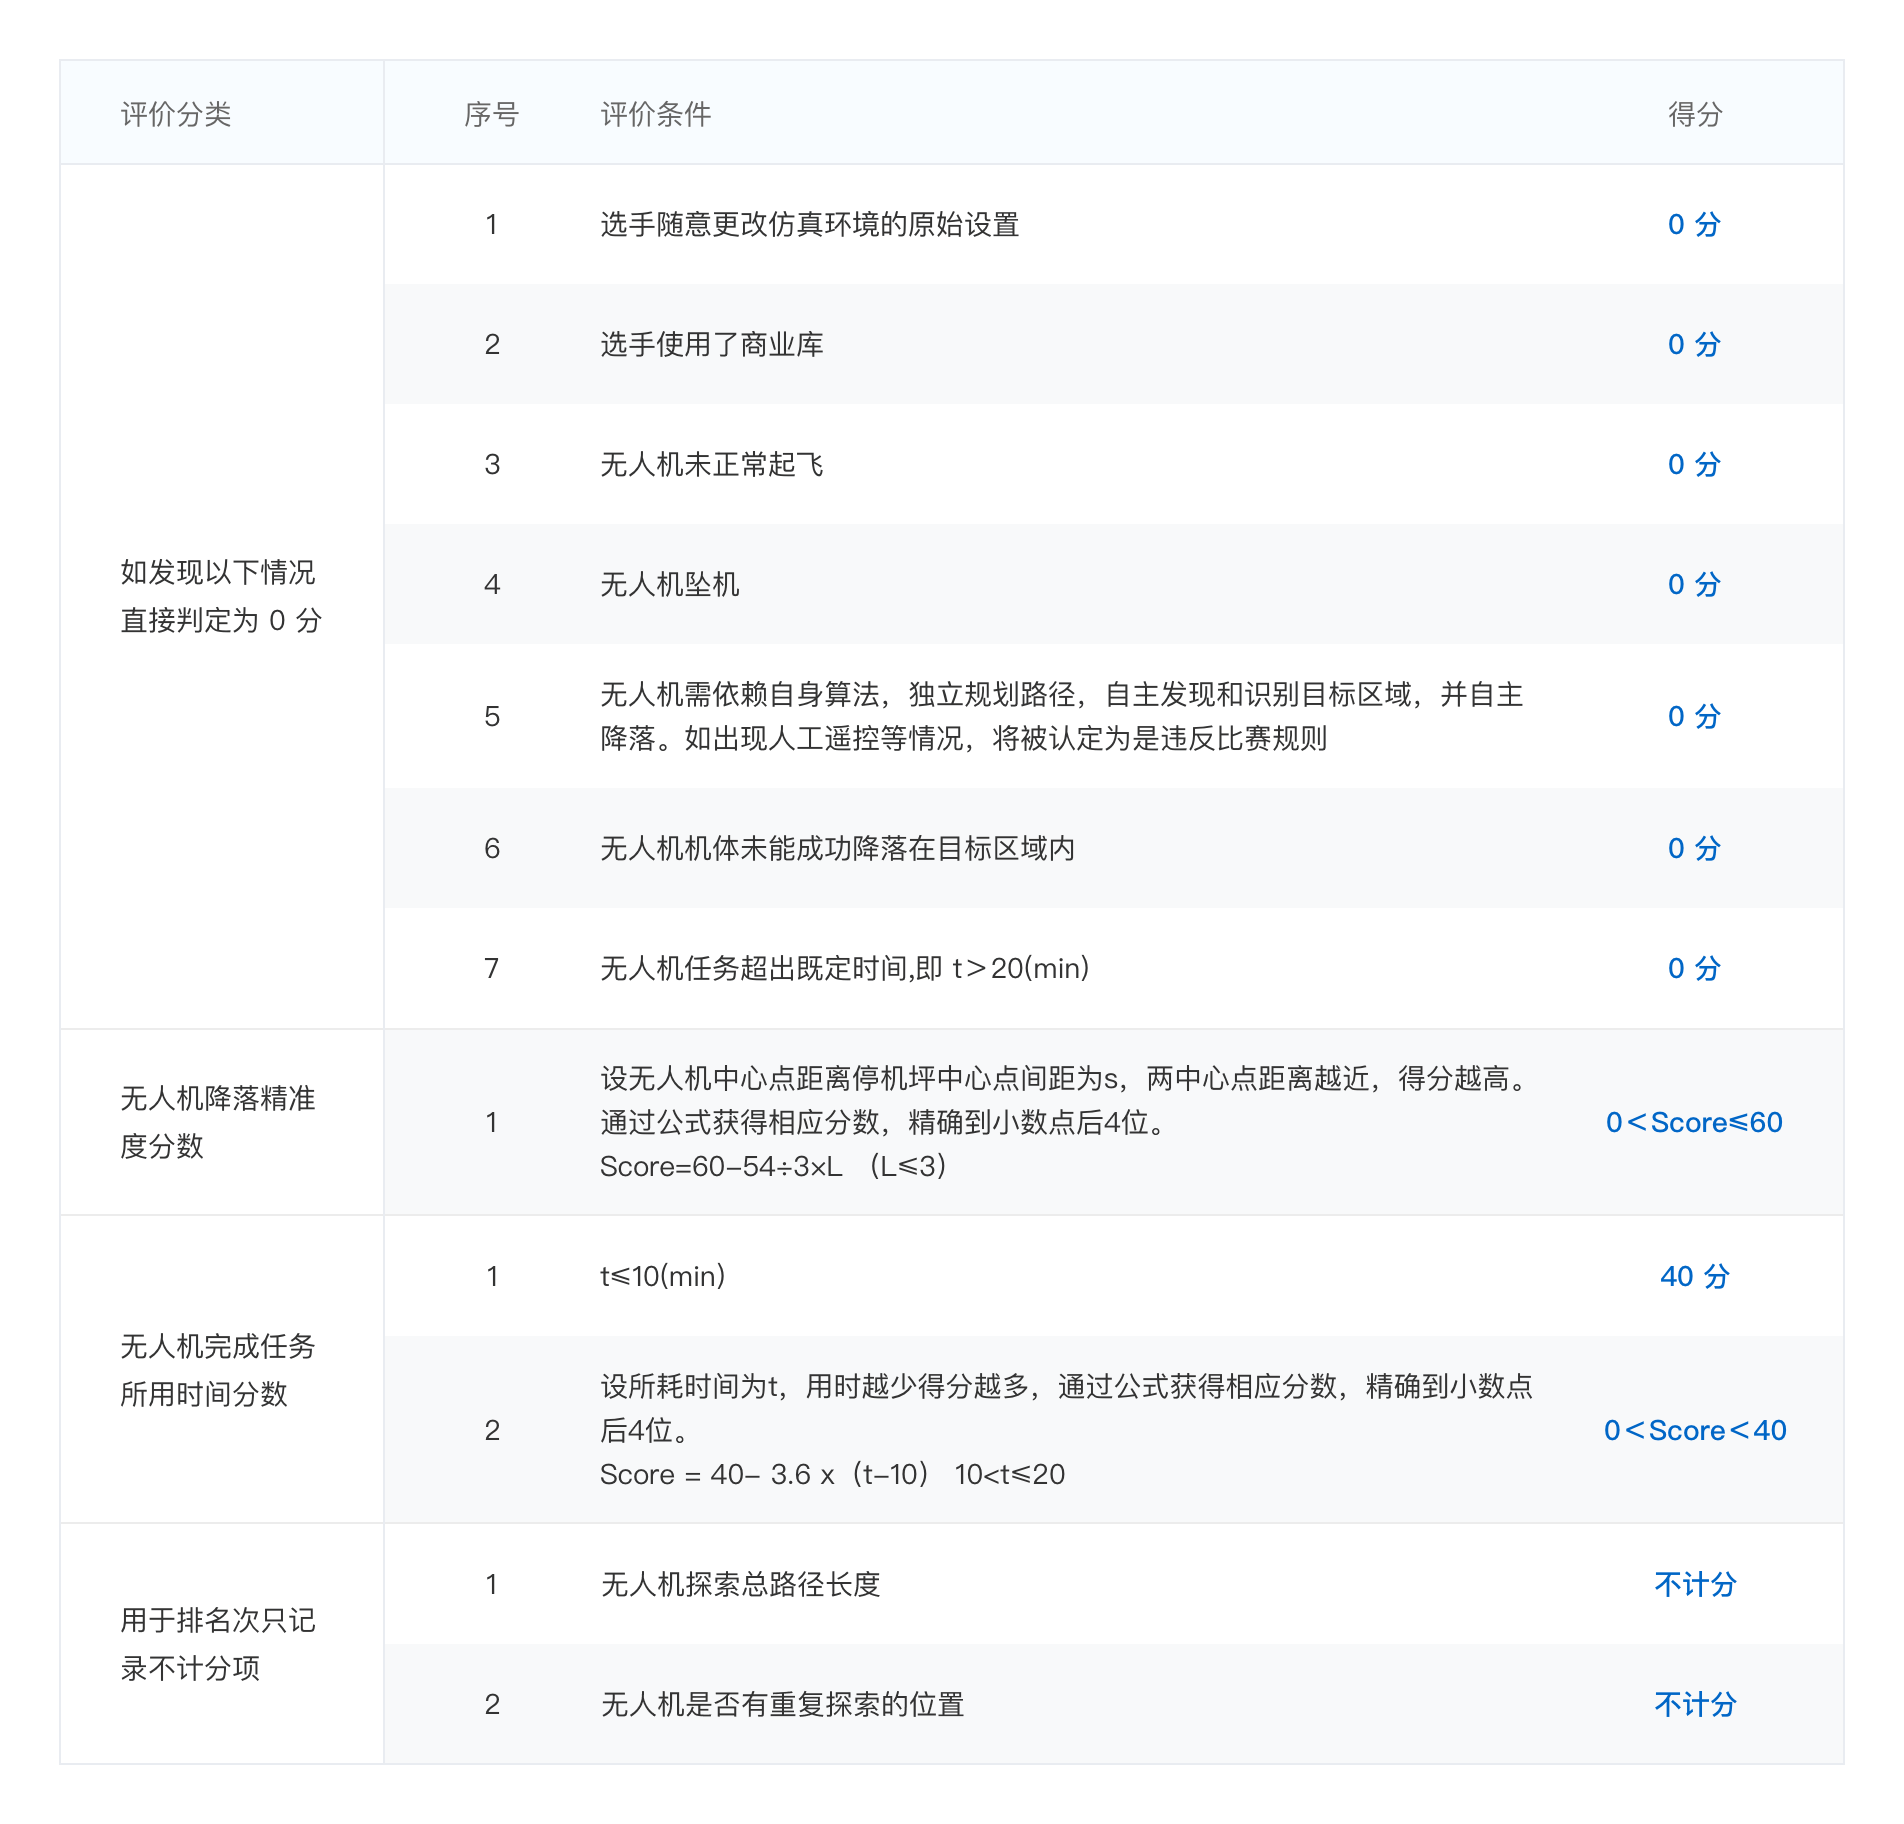 评价分类 序号 评价条件 得分
如发现以下情况
直接判定为 0 分
1 选手随意更改仿真环境的原始设置 0 分
2 选手使用了商业库 0 分
3 无人机未正常起飞 0 分
4 无人机坠机 0 分
5 无人机需依赖自身算法，独立规划路径，自主发现和识别目标区域，并自主
降落。如出现人工遥控等情况，将被认定为是违反比赛规则 0 分
6 无人机机体未能成功降落在目标区域内 0 分
7 无人机任务超出既定时间,即 t＞20(min) 0 分
无人机降落精准
度分数
1 设无人机中心点距离停机坪中心点间距为s，两中心点距离越近，得分越高。
通过公式获得相应分数，精确到小数点后4位。
Score=60–54÷3×L （L≤3） 0＜Score≤60
无人机完成任务
所用时间分数
1 t≤10(min) 40 分
2 设所耗时间为t，用时越少得分越多，通过公式获得相应分数，精确到小数点
后4位。
Score = 40– 3.6 x（t–10） 10<t≤20 0＜Score＜40
用于排名次只记
录不计分项
1 无人机探索总路径长度 不计分
2 无人机是否有重复探索的位置 不计分